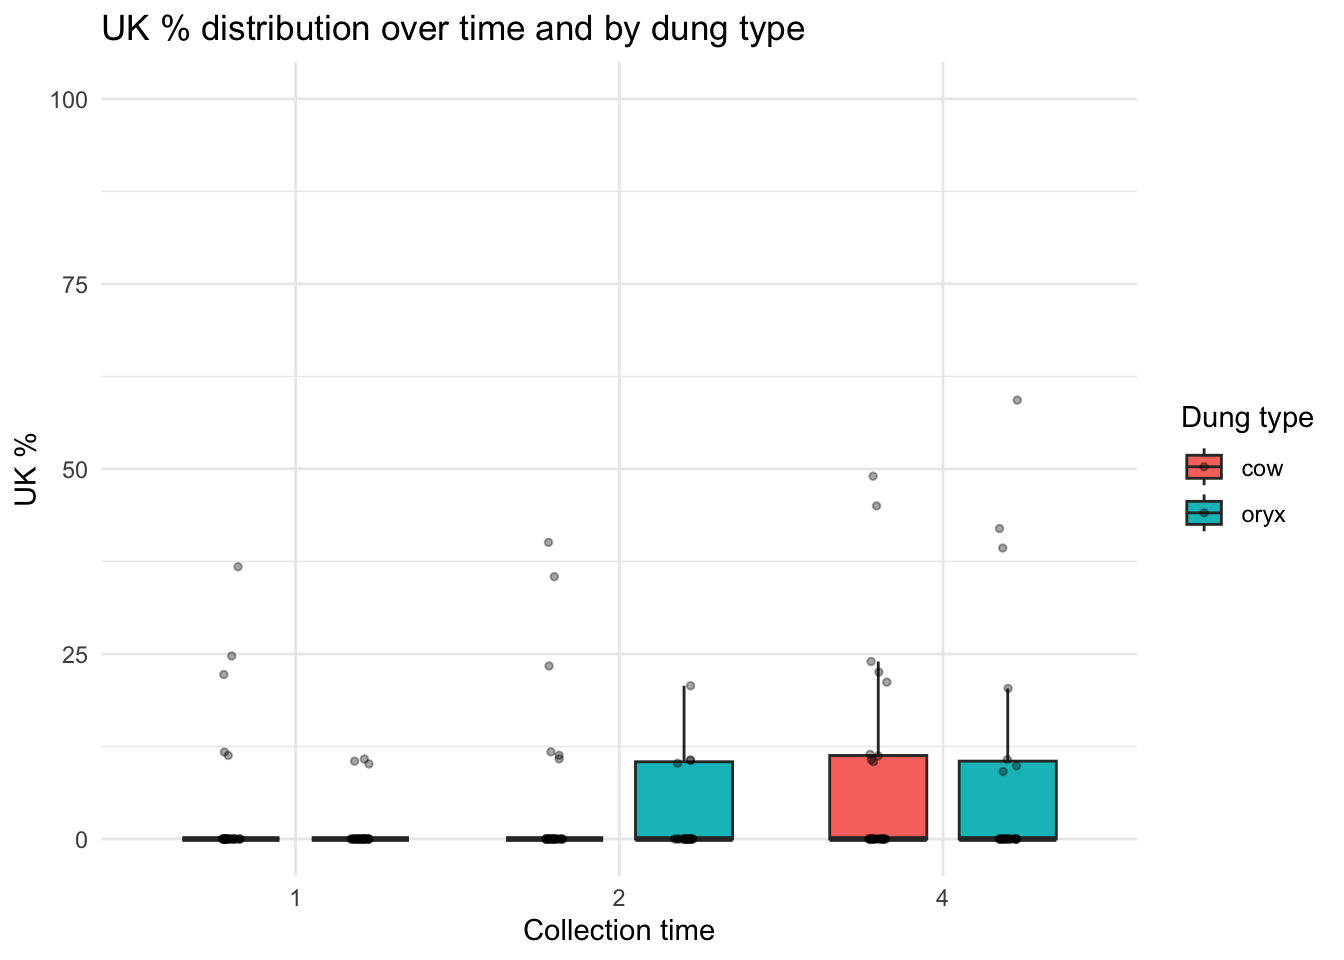 UK % distribution over time and by dung type
100
75
50
25
0
UK %
1
2
4
Collection time
Dung type
cow
oryx